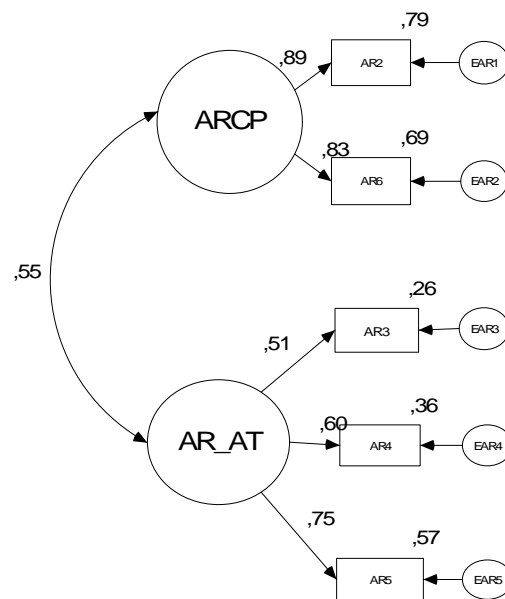 ,79
,89
AR2
EAR1
ARCP
,83
,69
AR6
EAR2
,55
,26
,51
AR3
EAR3
,36
,60
AR_AT
AR4
EAR4
,75
,57
AR5
EAR5